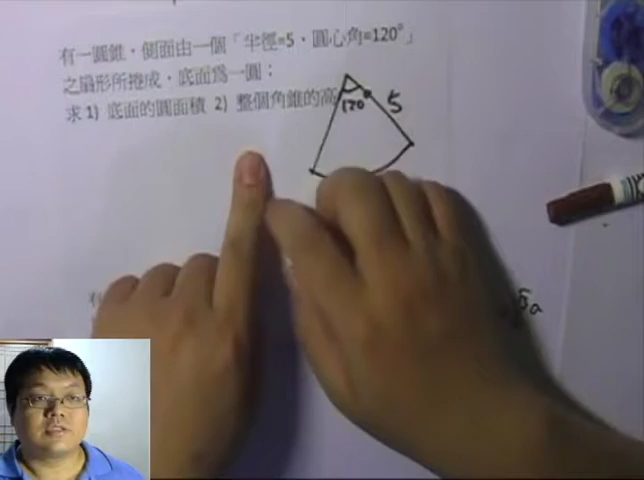 有一圓錐，側面由一個「半徑=5，圓心角=120°」
之扇形所捲成，底面為一圓：
求 1) 底面的圓面積 2) 整個角錐的高
120
5